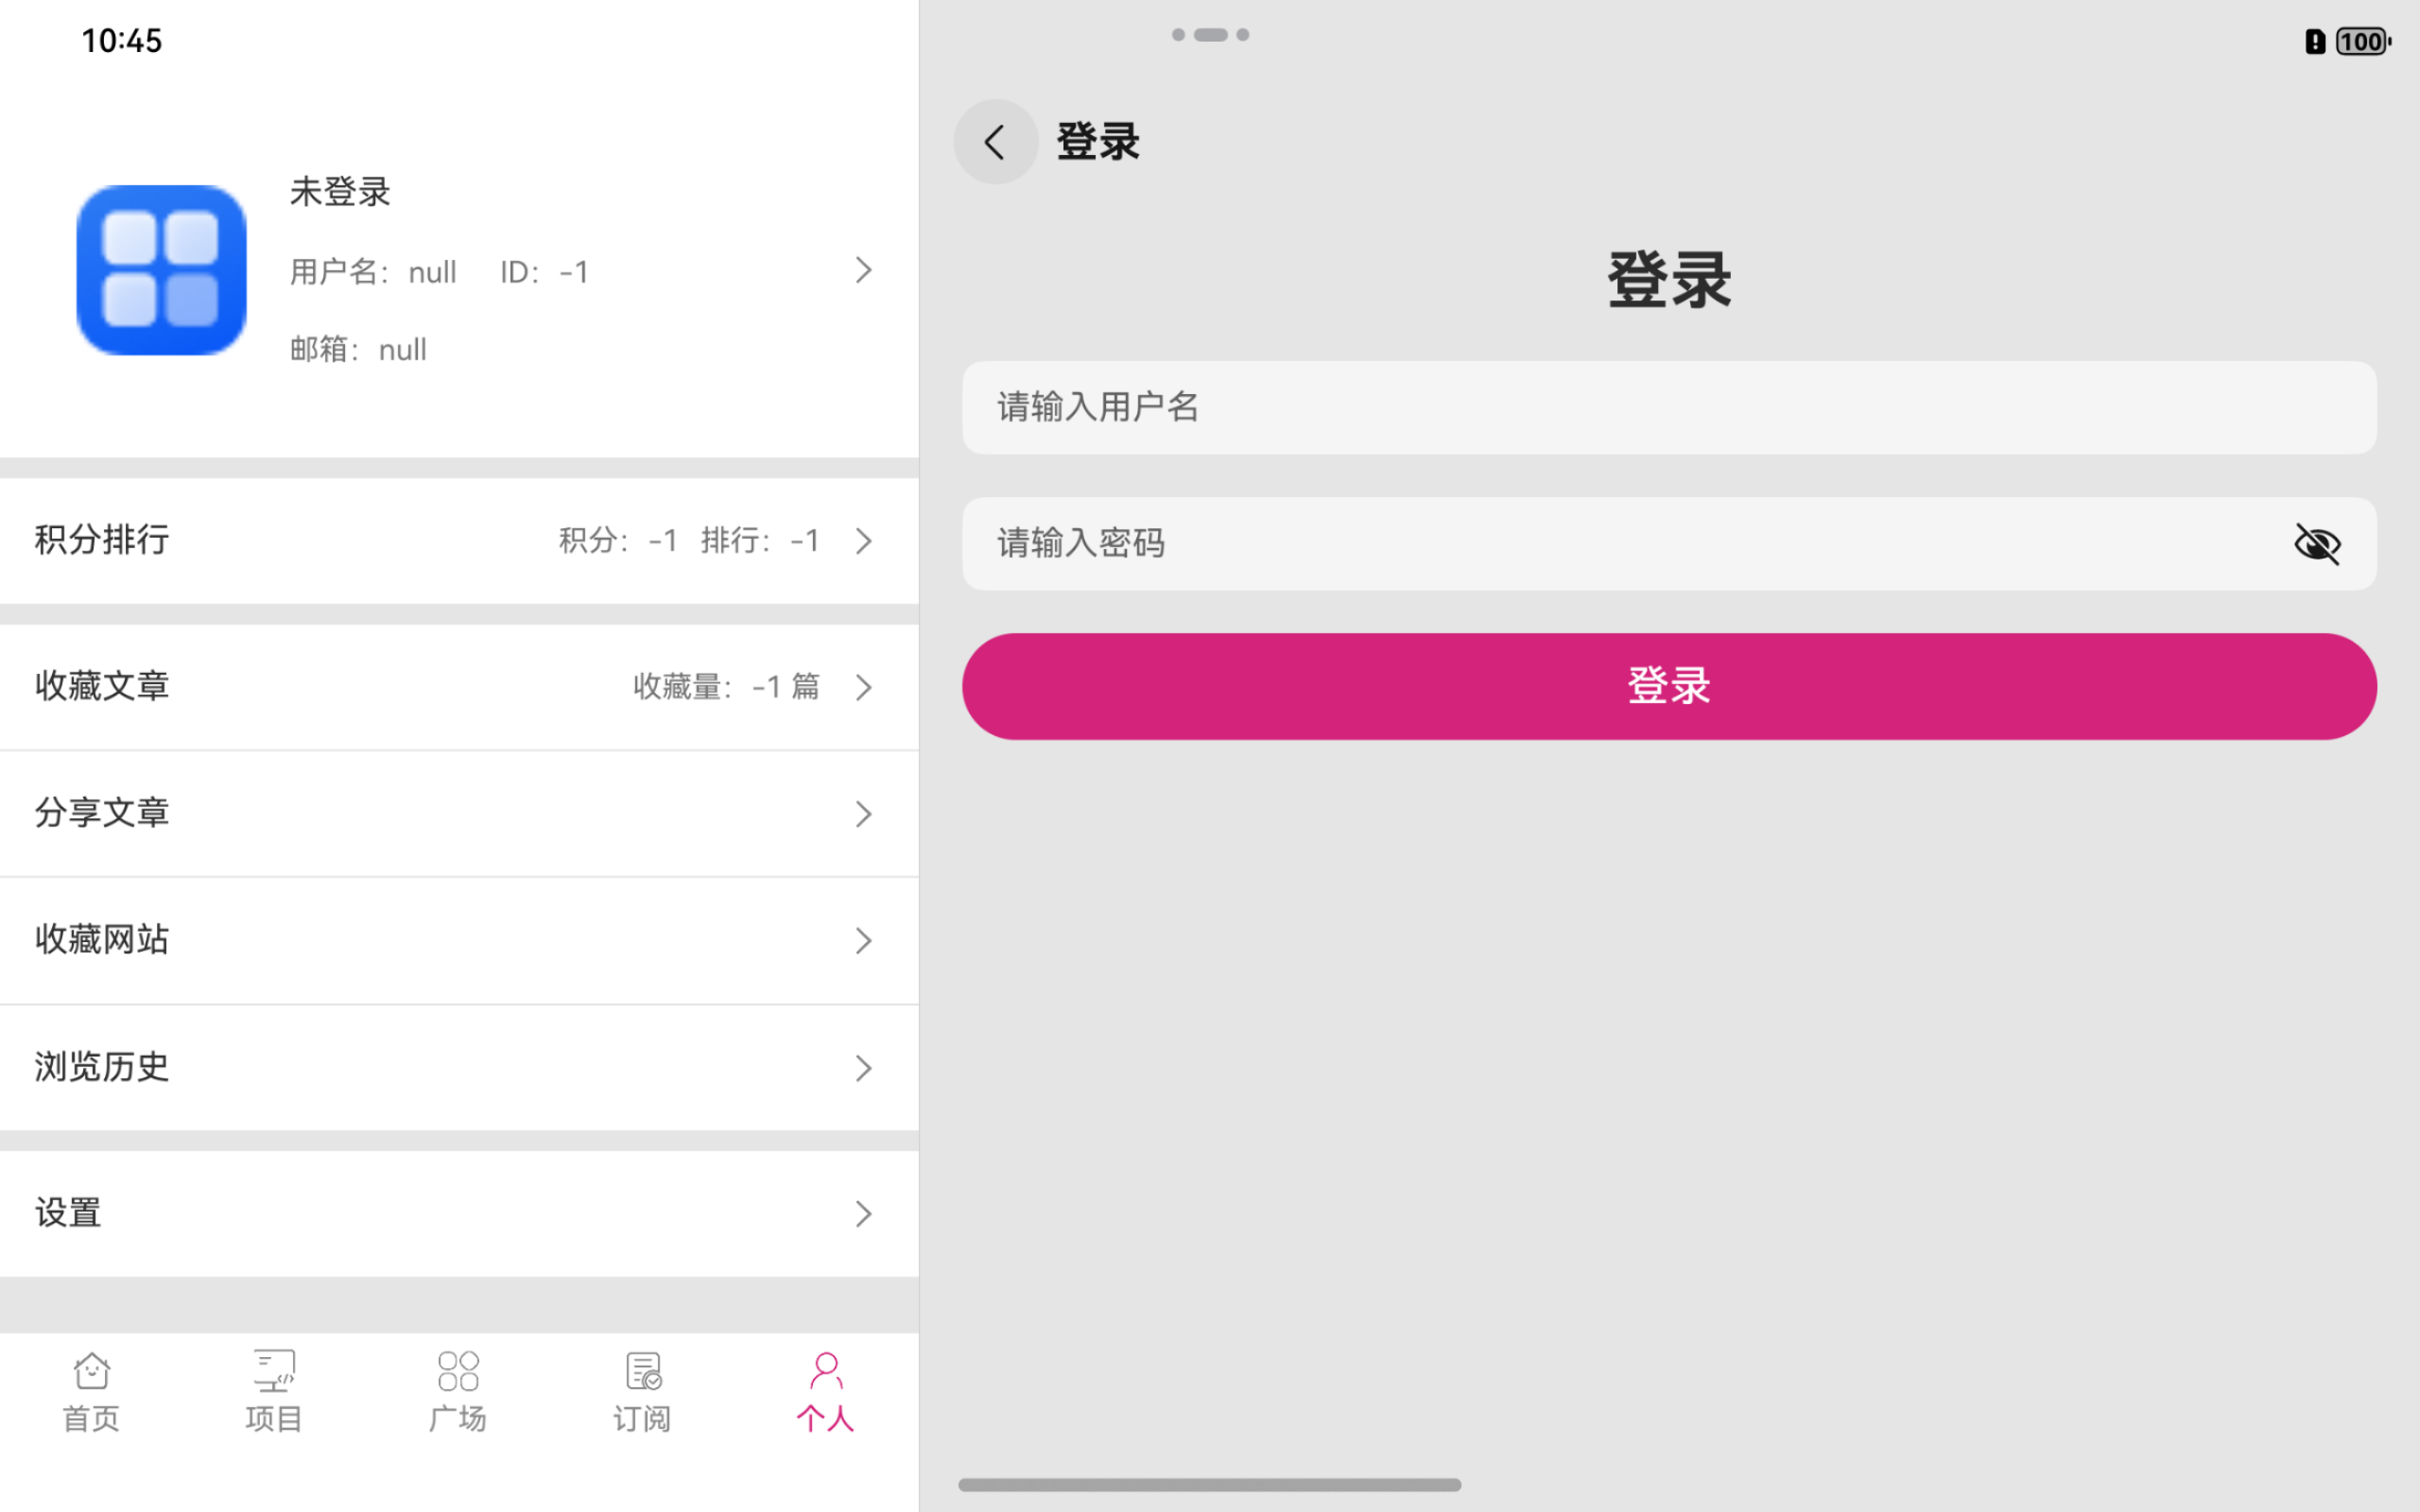 10:45
100
未登录
用户名： null ID： -1
邮箱： null
积分排行 积分： -1 排行： -1
收藏文章 收藏量： -1 篇
分享文章
收藏网站
浏览历史
设置
首页 项目 广场 订阅 个人
登录
登录
请输入用户名
请输入密码
登录